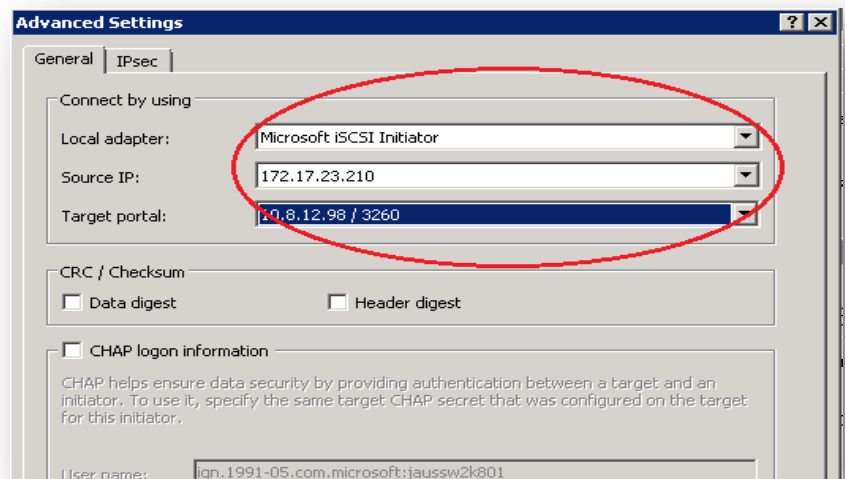 Advanced Settings
General
IPsec
Connect by using
Local adapter:
Microsoft iSCSI Initiator
Source IP:
172.17.23.210
Target portal:
10.8.12.98 / 3260
CRC / Checksum
Data digest
Header digest
CHAP logon information
CHAP helps ensure data security by providing authentication between a target and an
initiator. To use it, specify the same target CHAP secret that was configured on the target
for this initiator.
User name:
iqn.1991-05.com.microsoft:jaussw2k801